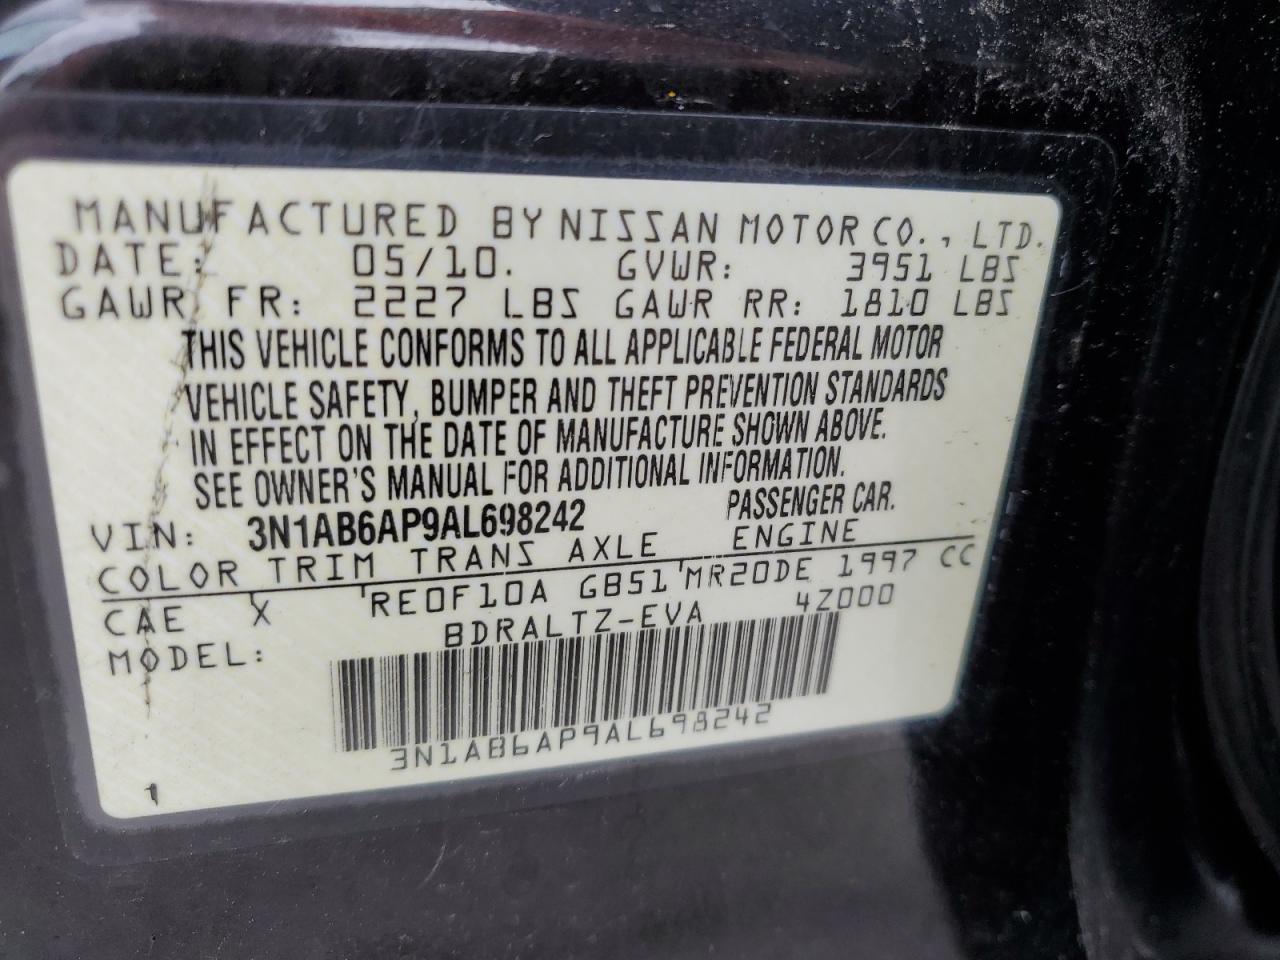 MANUFACTURED BY NISSAN MOTOR CO., LTD.
DATE: 05/10. GVWR: 3951 LBS
GAWR FR: 2227 LBS GAWR RR: 1810 LBS
THIS VEHICLE CONFORMS TO ALL APPLICABLE FEDERAL MOTOR
VEHICLE SAFETY, BUMPER AND THEFT PREVENTION STANDARDS
IN EFFECT ON THE DATE OF MANUFACTURE SHOWN ABOVE.
SEE OWNER'S MANUAL FOR ADDITIONAL INFORMATION.
VIN: 3N1AB6AP9AL698242 PASSENGER CAR.
COLOR TRIM TRANS AXLE ENGINE
CAE X RE0F10A GB51 MR20DE 1997 CC
MODEL: BDRALTZ-EVA 4Z000
3N1AB6AP9AL698242
1